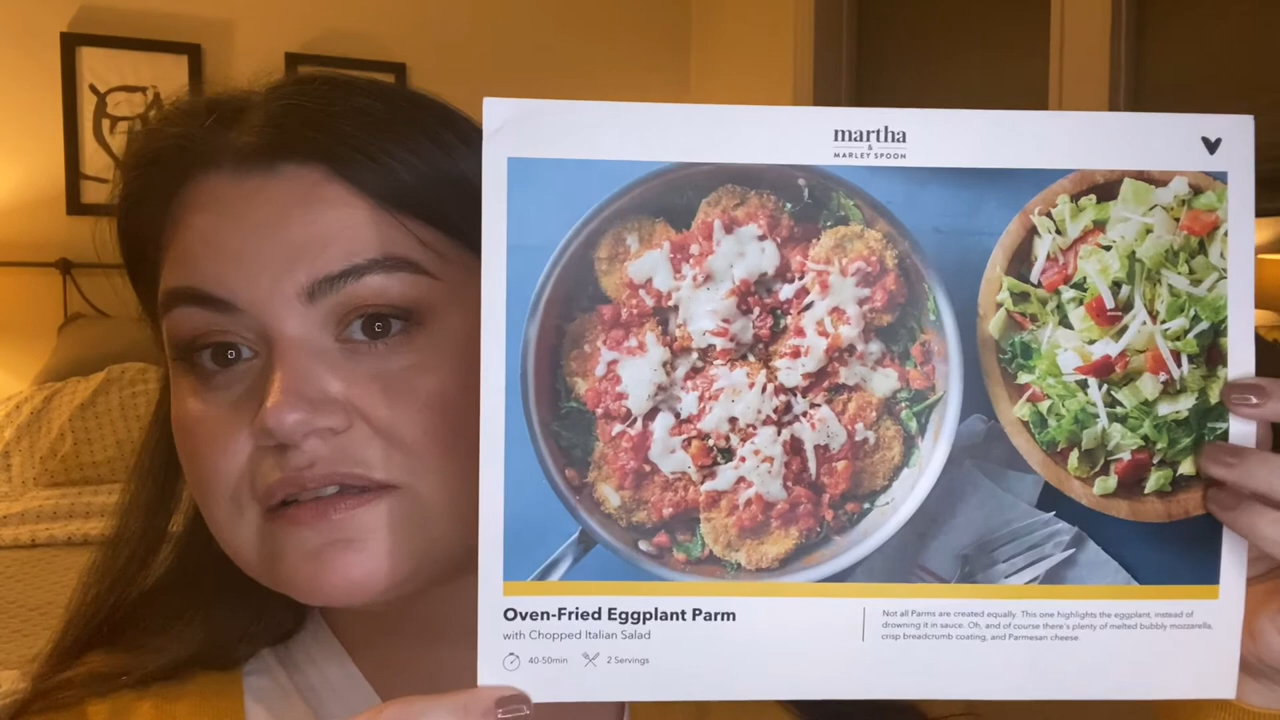 martha
&
MARLEY SPOON
Oven-Fried Eggplant Parm
with Chopped Italian Salad
40-50min
2 Servings
Not all Parms are created equally. This one highlights the eggplant, instead of
drowning it in sauce. Oh, and of course there's plenty of melted bubbly mozzarella,
crisp breadcrumb coating, and Parmesan cheese.